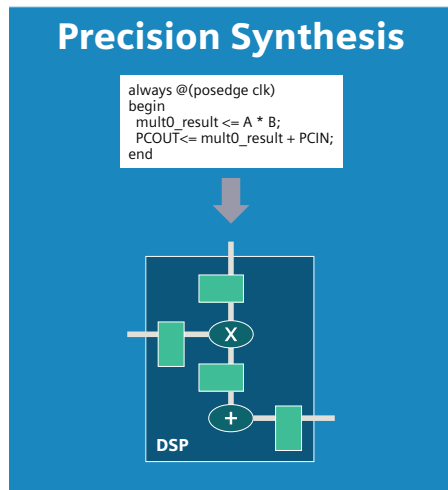 Precision Synthesis
always @(posedge clk)
begin
mult0_result <= A * B;
PCOUT<= mult0_result + PCIN;
end
X
+
DSP